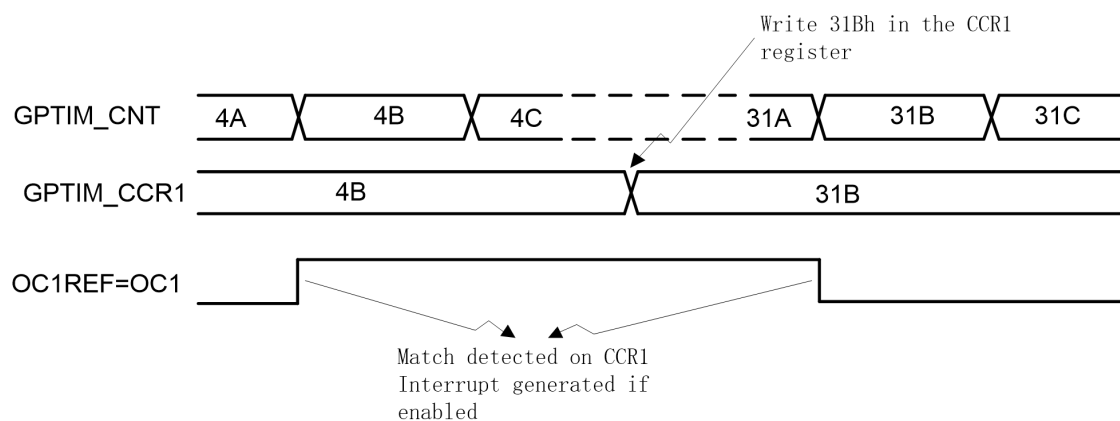 Write 31Bh in the CCR1
register
GPTIM_CNT 4A 4B 4C 31A 31B 31C
GPTIM_CCR1 4B 31B
OC1REF=OC1
Match detected on CCR1
Interrupt generated if
enabled